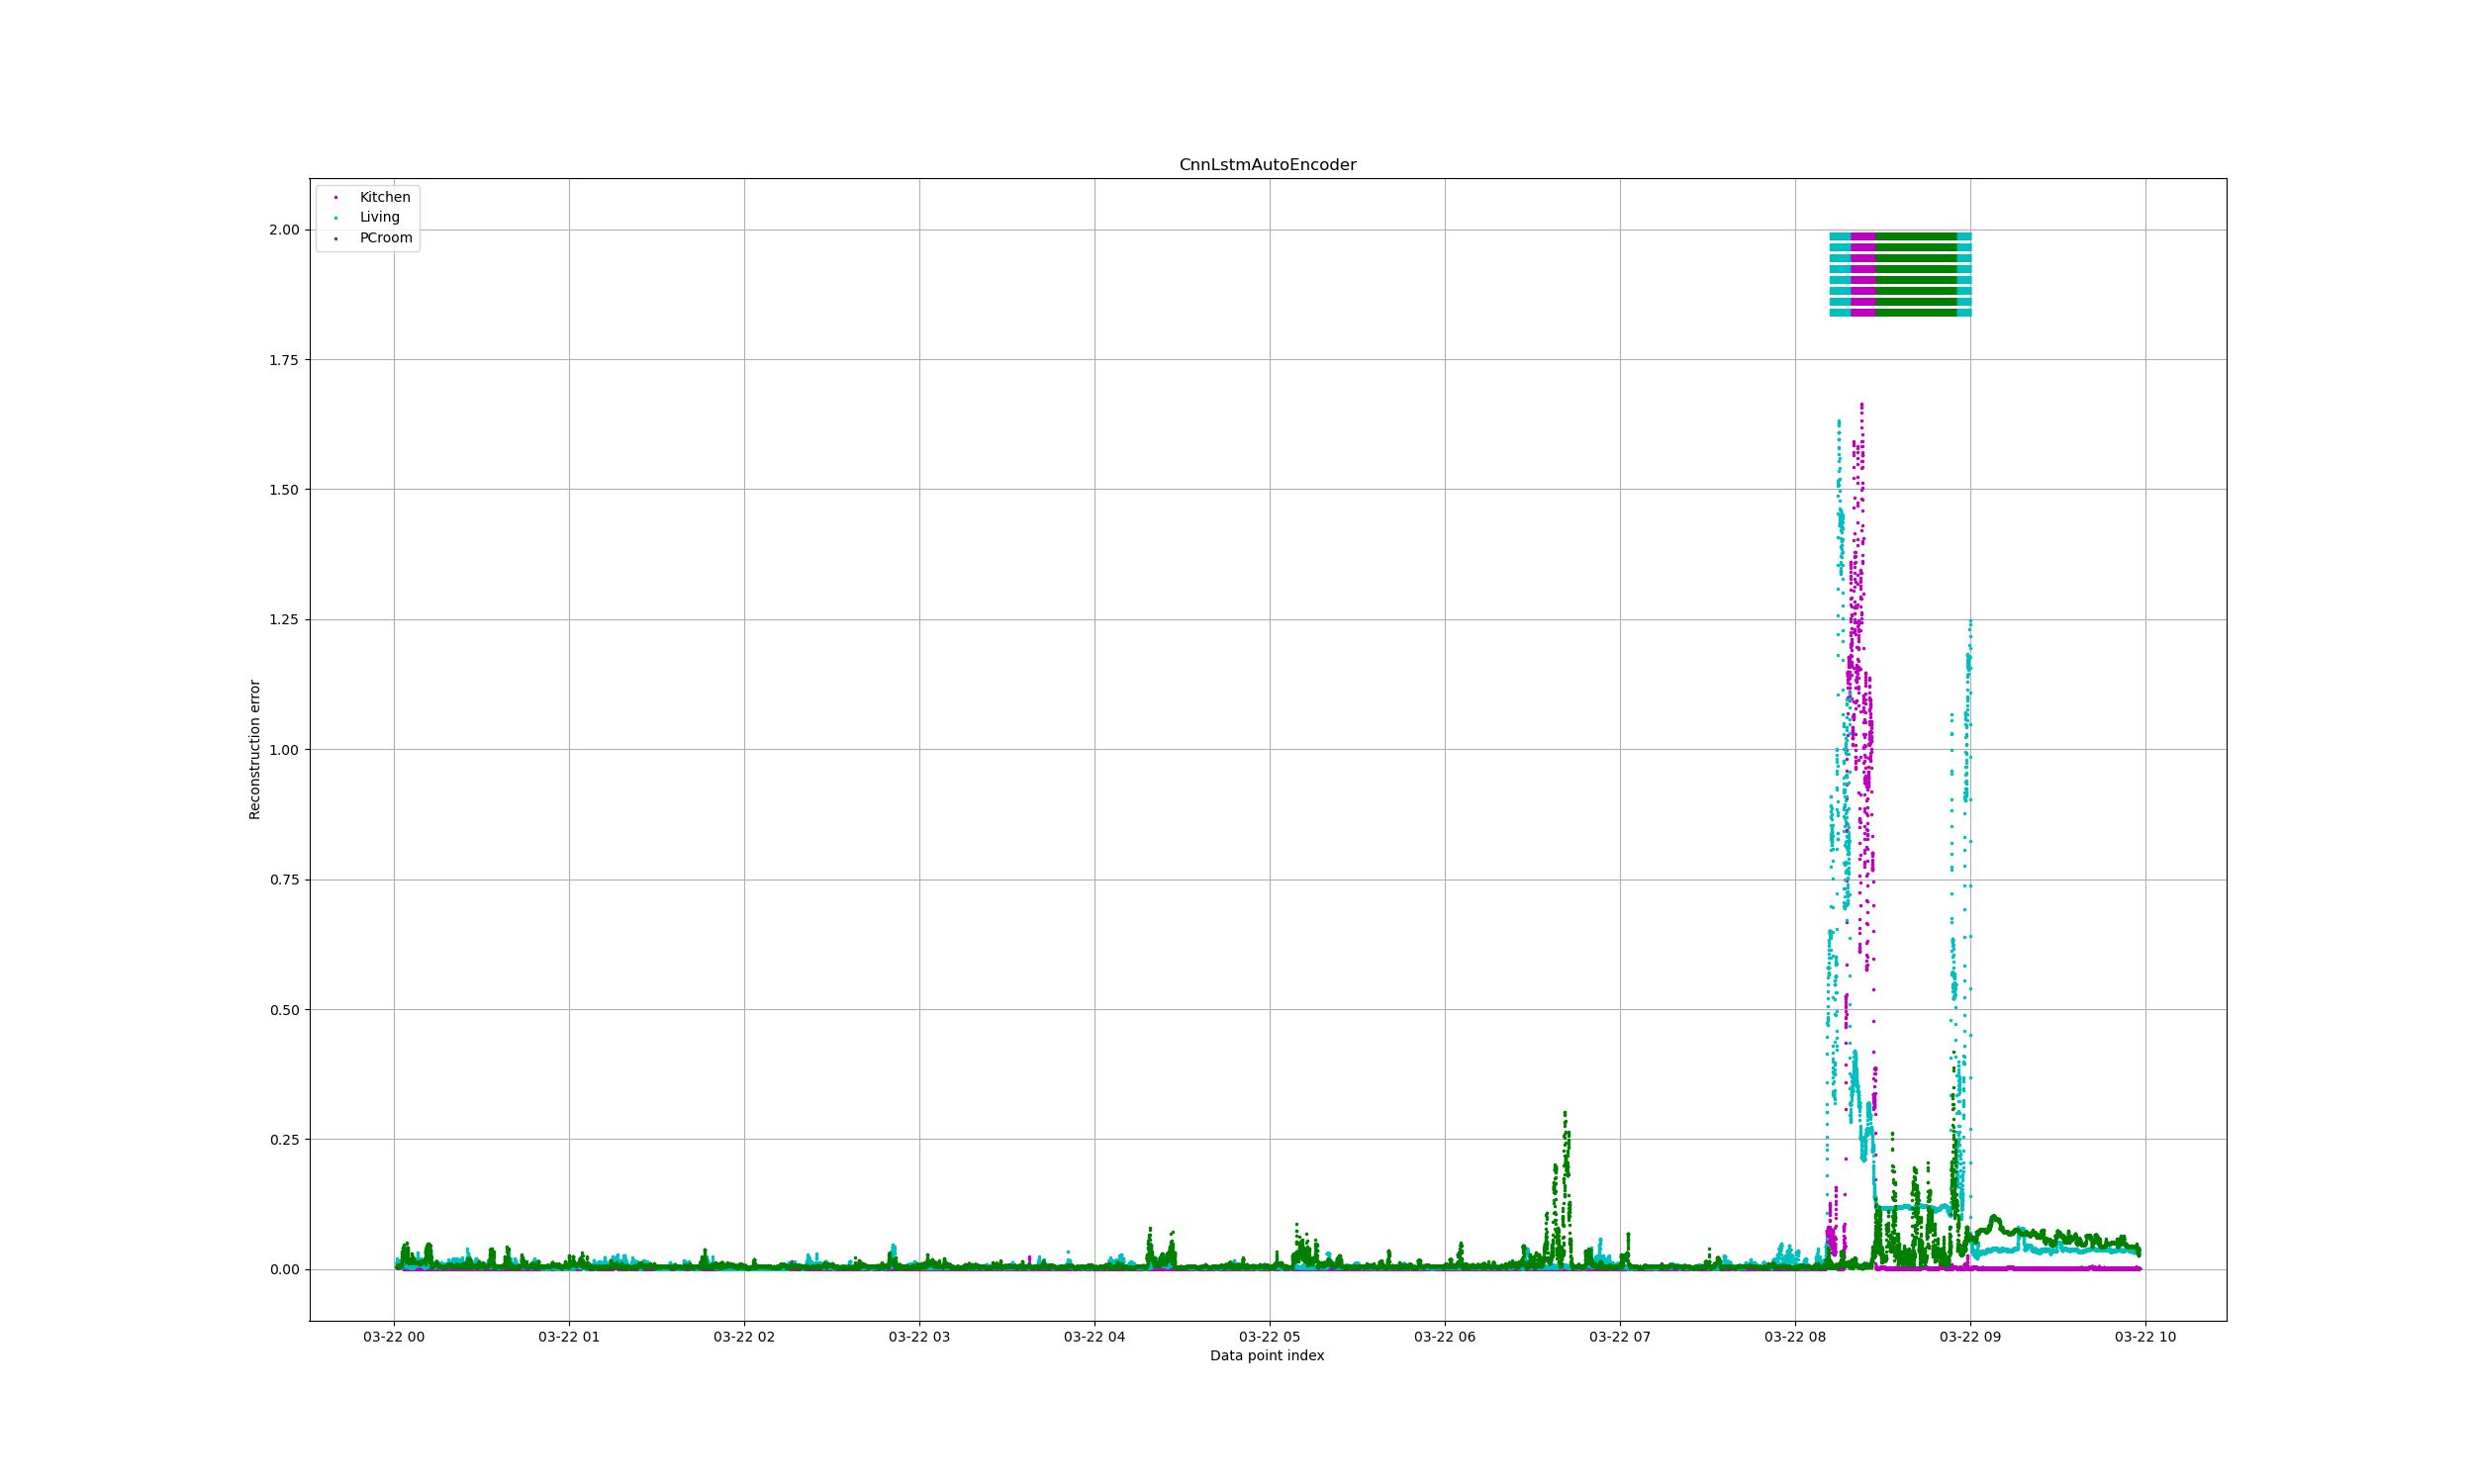 CnnLstmAutoEncoder
Kitchen
Living
PCroom
2.00
1.75
1.50
1.25
1.00
0.75
0.50
0.25
0.00
Reconstruction error
03-22 00 03-22 01 03-22 02 03-22 03 03-22 04 03-22 05 03-22 06 03-22 07 03-22 08 03-22 09 03-22 10
Data point index